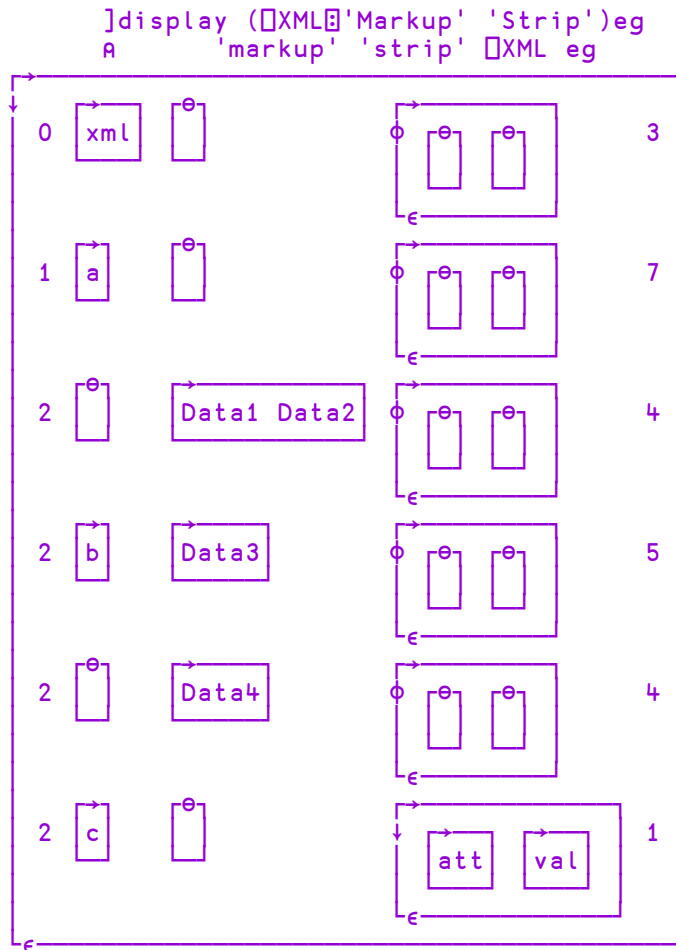 ]display (⎕XML⍠'Markup' 'Strip')eg
⍝      'markup' 'strip' ⎕XML eg
0 xml ⊖ ⌽ ⊖ ⊖ 3
∊
1 a ⊖ ⌽ ⊖ ⊖ 7
∊
2 ⊖ Data1 Data2 ⌽ ⊖ ⊖ 4
∊
2 b Data3 ⌽ ⊖ ⊖ 5
∊
2 ⊖ Data4 ⌽ ⊖ ⊖ 4
∊
2 c ⊖ ↓ 1
att val
∊
∊